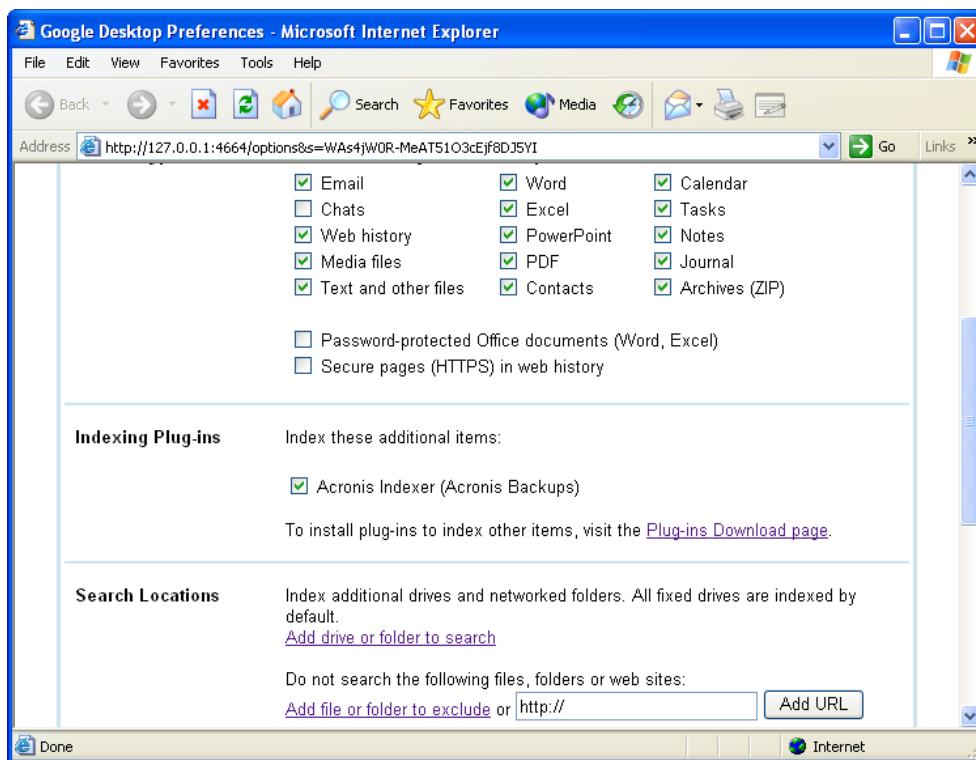 Google Desktop Preferences - Microsoft Internet Explorer
File Edit View Favorites Tools Help
Back Search Favorites Media
Address http://127.0.0.1:4664/options&s=WAs4jW0R-MeAT51O3cEjf8DJ5YI Go Links »
Email Word Calendar
Chats Excel Tasks
Web history PowerPoint Notes
Media files PDF Journal
Text and other files Contacts Archives (ZIP)
Password-protected Office documents (Word, Excel)
Secure pages (HTTPS) in web history
Indexing Plug-ins Index these additional items:
Acronis Indexer (Acronis Backups)
To install plug-ins to index other items, visit the Plug-ins Download page.
Search Locations Index additional drives and networked folders. All fixed drives are indexed by
default.
Add drive or folder to search
Do not search the following files, folders or web sites:
Add file or folder to exclude or http:// Add URL
Done Internet